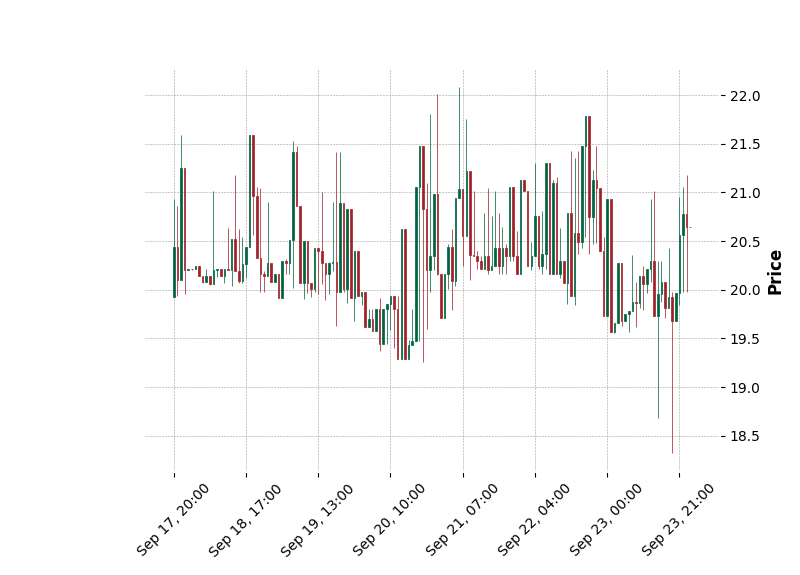 22.0
21.5
21.0
20.5
20.0
19.5
19.0
18.5
Price
Sep 17, 20:00
Sep 18, 17:00
Sep 19, 13:00
Sep 20, 10:00
Sep 21, 07:00
Sep 22, 04:00
Sep 23, 00:00
Sep 23, 21:00